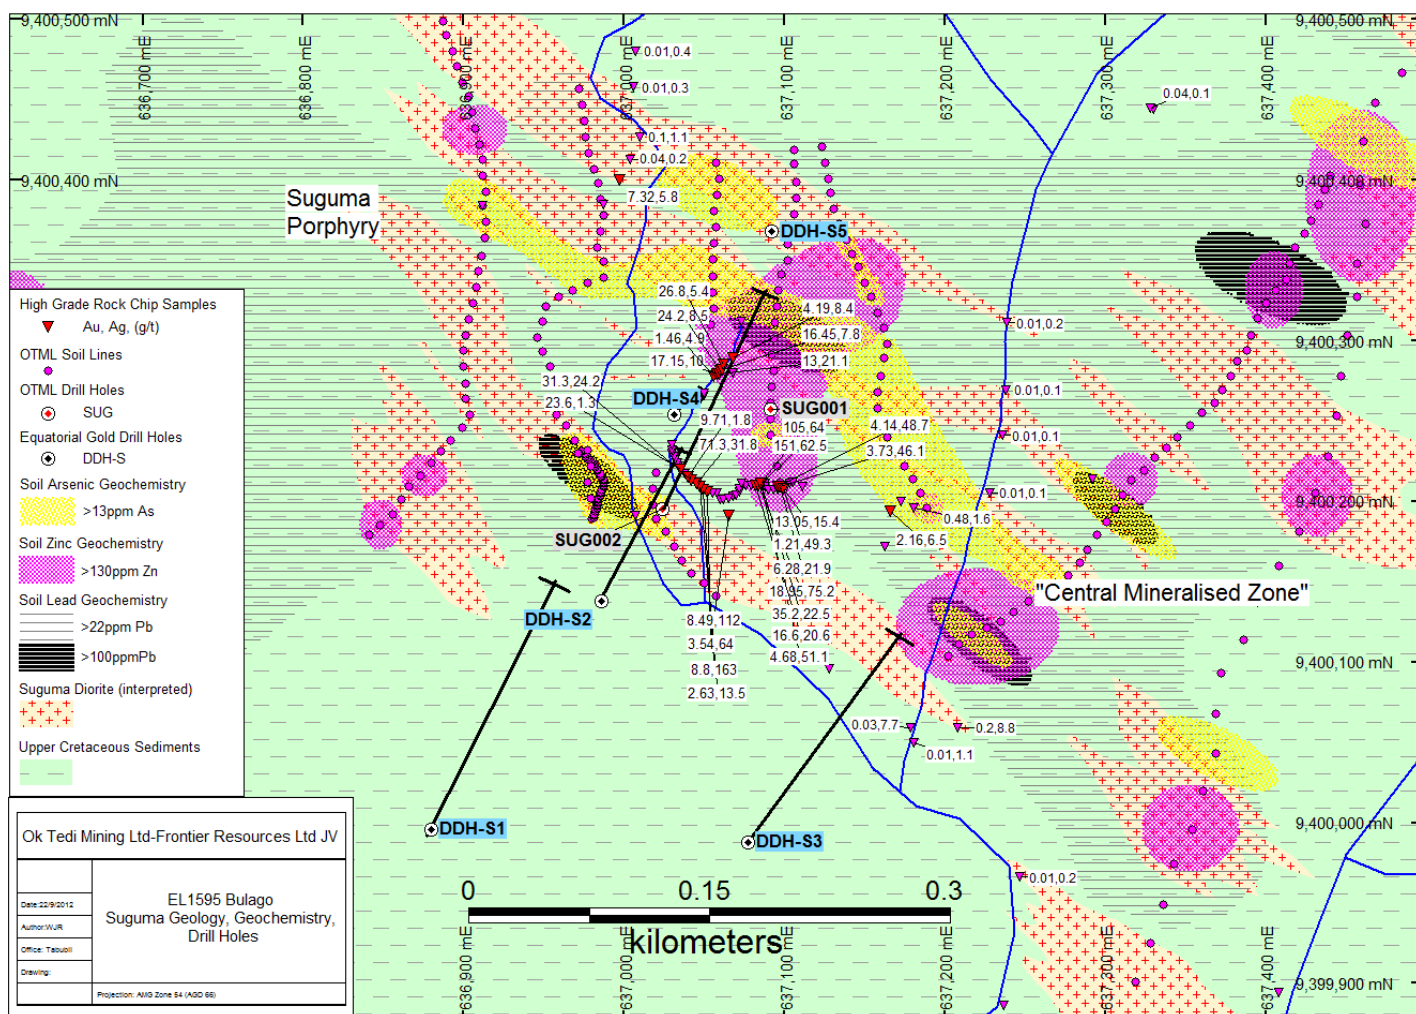 9,400,500 mN
9,400,500 mN
636,700 mE
636,800 mE
636,900 mE
637,000 mE
637,100 mE
637,200 mE
637,300 mE
637,400 mE
0.01,0.4
0.01,0.3
0.04,0.1
0.1,1.1
0.04,0.2
9,400,400 mN
9,400,400 mN
7.32,5.8
Suguma
Porphyry
DDH-S5
High Grade Rock Chip Samples
Au, Ag, (g/t)
OTML Soil Lines
OTML Drill Holes
SUG
Equatorial Gold Drill Holes
DDH-S
Soil Arsenic Geochemistry
>13ppm As
Soil Zinc Geochemistry
>130ppm Zn
Soil Lead Geochemistry
>22ppm Pb
>100ppmPb
Suguma Diorite (interpreted)
Upper Cretaceous Sediments
26.8,5.4
24.2,8.5
1.46,4.9
17.15,10
4.19,8.4
16.45,7.8
13,21.1
0.01,0.2
9,400,300 mN
31.3,24.2
23.6,1.3
DDH-S4
SUG001
9.71,1.8
105,64
71.3,31.8
151,62.5
4.14,48.7
3.73,46.1
0.01,0.1
0.01,0.1
0.01,0.1
9,400,200 mN
SUG002
13.05,15.4
1.21,49.3
6.28,21.9
18.95,75.2
35.2,22.5
16.6,20.6
4.68,51.1
0.48,1.6
2.16,6.5
DDH-S2
"Central Mineralised Zone"
8.49,112
3.54,64
8.8,163
2.63,13.5
9,400,100 mN
0.03,7.7
0.2,8.8
0.01,1.1
DDH-S1
DDH-S3
9,400,000 mN
0.01,0.2
0
0.15
0.3
kilometers
9,399,900 mN
636,900 mE
637,000 mE
637,100 mE
637,200 mE
637,300 mE
637,400 mE
Ok Tedi Mining Ltd-Frontier Resources Ltd JV
Date:22/9/2012
Author:WJR
Office: Tabubil
Drawing:
EL1595 Bulago
Suguma Geology, Geochemistry,
Drill Holes
Projection: AMG Zone 54 (AGD 66)